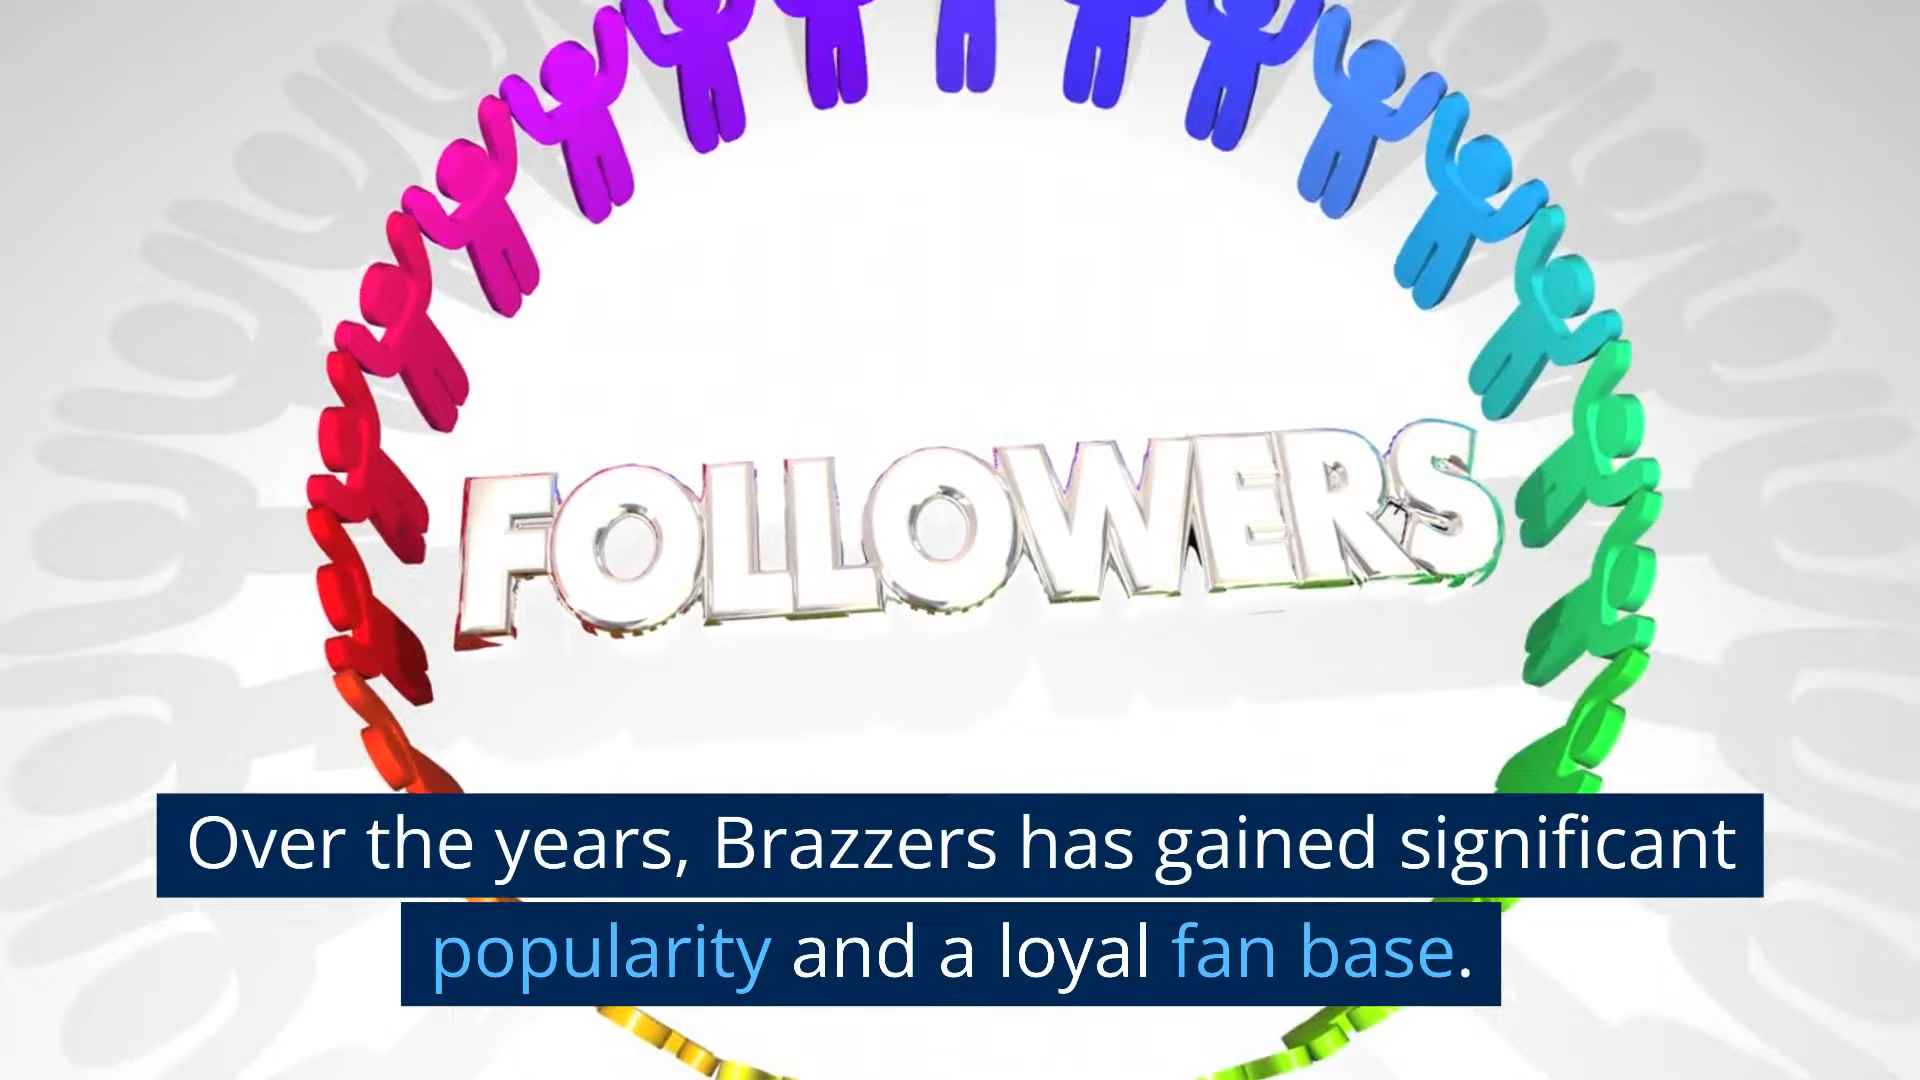 FOLLOWERS
Over the years, Brazzers has gained significant
popularity and a loyal fan base.